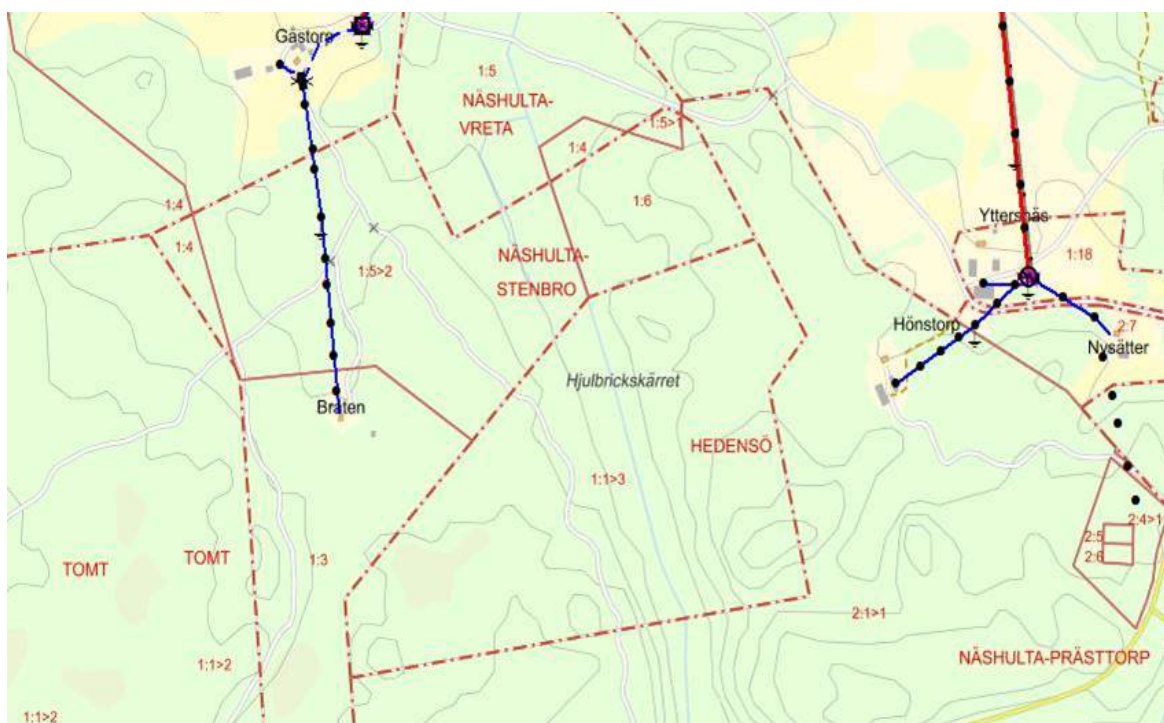 Gåstorp
1:5
NÄSHULTA-
VRETA
1:5>
1:4
1:6
1:4
1:4
Yttersnäs
1:18
NÄSHULTA-
STENBRO
1:5>2
Hönstorp
2:7
Nysätter
Hjulbrickskärret
Bråten
HEDENSÖ
1:1>3
2:4>1
2:5
2:6
1:3
TOMT
TOMT
2:1>1
NÄSHULTA-PRÄSTTORP
1:1>2
1:1>2